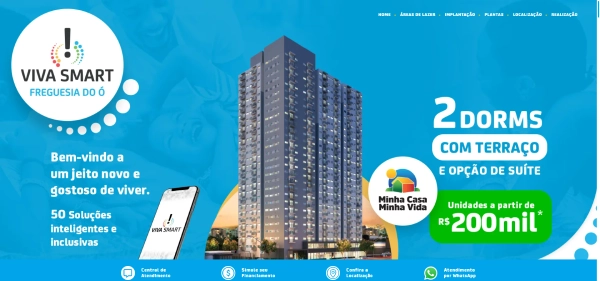 HOME
ÁREAS DE LAZER
IMPLANTAÇÃO
PLANTAS
LOCALIZAÇÃO
REALIZAÇÃO
!
VIVA SMART
FREGUESIA DO Ó
Bem-vindo a
um jeito novo e
gostoso de viver.
50 Soluções
inteligentes e
inclusivas
!
VIVA SMART
2 DORMS
COM TERRAÇO
E OPÇÃO DE SUÍTE
Minha Casa
Minha Vida
Unidades a partir de
R$ 200mil*
Central de
Atendimento
Simule seu
Financiamento
Confira a
Localização
Atendimento
por WhatsApp